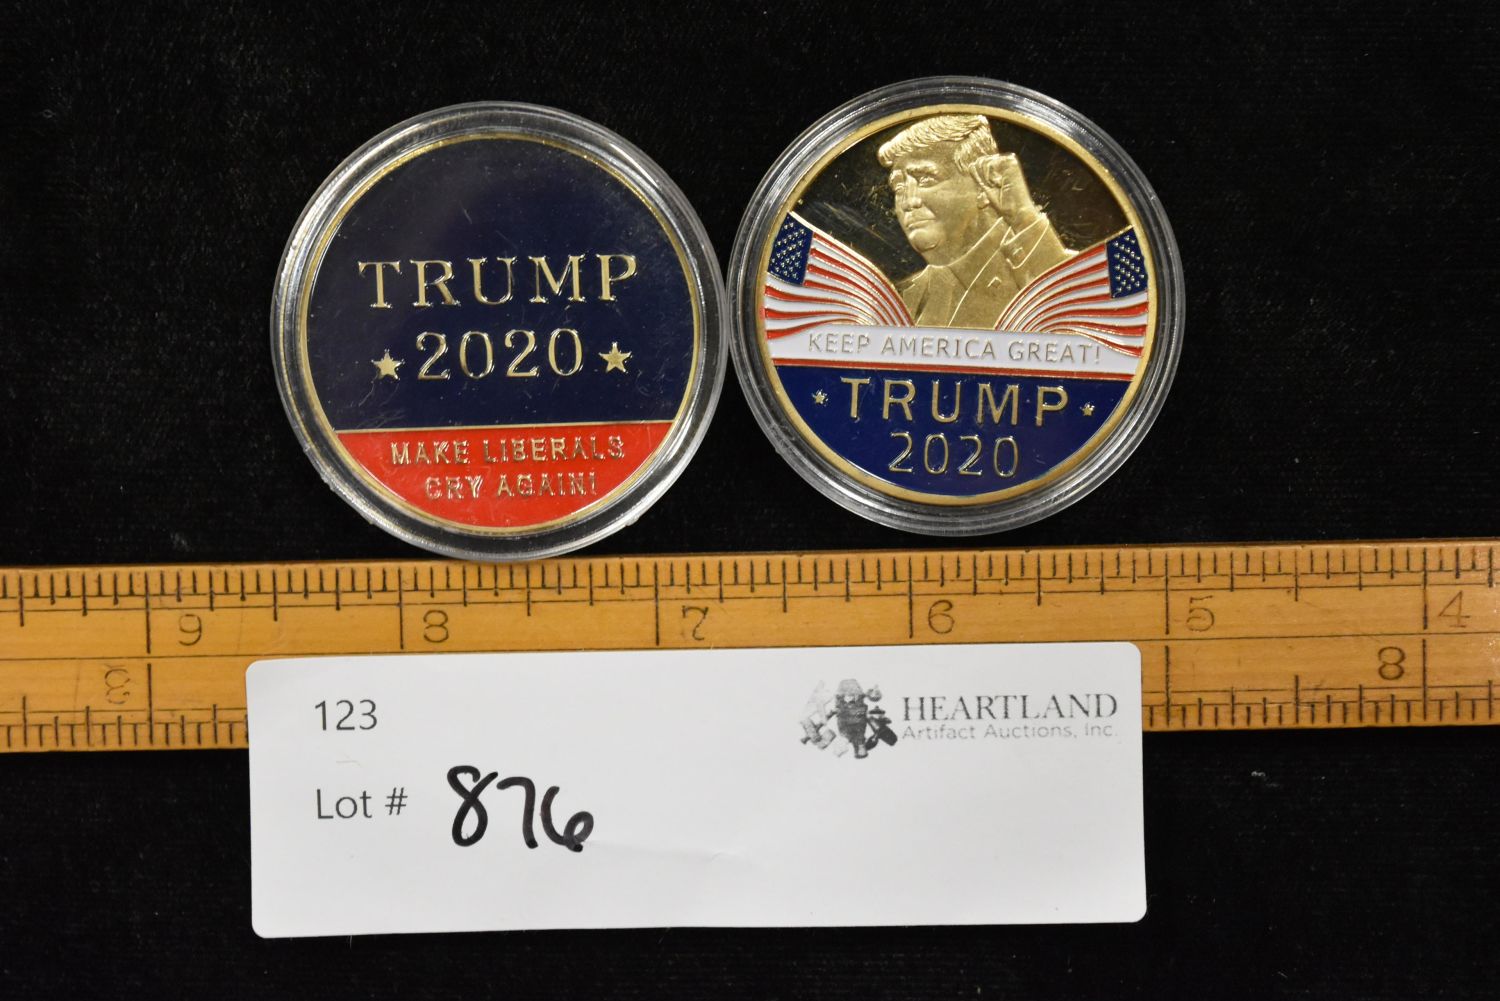 TRUMP
2020
MAKE LIBERALS
CRY AGAIN!
KEEP AMERICA GREAT!
TRUMP
2020
9 8 7 6 5 4
3 8
123
HEARTLAND
Artifact Auctions, Inc.
Lot # 876